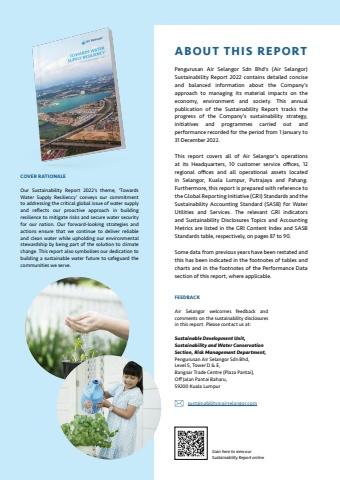 Air Selangor
TOWARDS WATER
SUPPLY RESILIENCY
COVER RATIONALE
Our Sustainability Report 2022's theme, 'Towards
Water Supply Resiliency' conveys our commitment
to addressing the critical global issue of water supply
and reflects our proactive approach in building
resilience to mitigate risks and secure water security
for our nation. Our forward-looking strategies and
actions ensure that we continue to deliver reliable
and clean water while upholding our environmental
stewardship by being part of the solution to climate
change. This report also symbolises our dedication to
building a sustainable water future to safeguard the
communities we serve.
ABOUT THIS REPORT
Pengurusan Air Selangor Sdn Bhd's (Air Selangor)
Sustainability Report 2022 contains detailed concise
and balanced information about the Company's
approach to managing its material impacts on the
economy, environment and society. This annual
publication of the Sustainability Report tracks the
progress of the Company's sustainability strategy,
initiatives and programmes carried out and
performance recorded for the period from 1 January to
31 December 2022.
This report covers all of Air Selangor's operations
at its Headquarters, 10 customer service offices, 12
regional offices and all operational assets located
in Selangor, Kuala Lumpur, Putrajaya and Pahang.
Furthermore, this report is prepared with reference to
the Global Reporting Initiative (GRI) Standards and the
Sustainability Accounting Standard (SASB) for Water
Utilities and Services. The relevant GRI indicators
and Sustainability Disclosures Topics and Accounting
Metrics are listed in the GRI Content Index and SASB
Standards table, respectively, on pages 87 to 90.
Some data from previous years have been restated and
this has been indicated in the footnotes of tables and
charts and in the footnotes of the Performance Data
section of this report, where applicable.
FEEDBACK
Air Selangor welcomes feedback and
comments on the sustainability disclosures
in this report. Please contact us at:
Sustainable Development Unit,
Sustainability and Water Conservation
Section, Risk Management Department,
Pengurusan Air Selangor Sdn Bhd,
Level 5, Tower D & E,
Bangsar Trade Centre (Plaza Pantai),
Off Jalan Pantai Baharu,
59200 Kuala Lumpur
sustainability@airselangor.com
Scan here to view our
Sustainability Report online